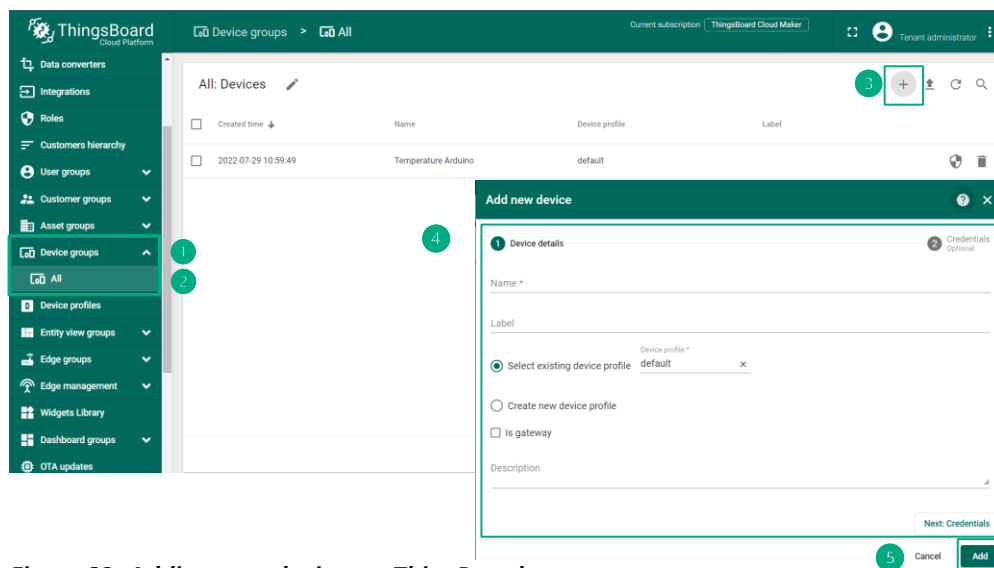 ThingsBoard
Cloud Platform
Device groups > All
Current subscription ThingsBoard Cloud Maker
Tenant administrator
Data converters
Integrations
Roles
Customers hierarchy
User groups
Customer groups
Asset groups
Device groups
1
All
2
Device profiles
Entity view groups
Edge groups
Edge management
Widgets Library
Dashboard groups
OTA updates
All: Devices
3
Created time Name Device profile Label
2022-07-29 10:59:49 Temperature Arduino default
4
Add new device
1 Device details
2 Credentials
Optional
Name *
Label
Select existing device profile
Device profile *
default
Create new device profile
Is gateway
Description
Next: Credentials
5
Cancel
Add